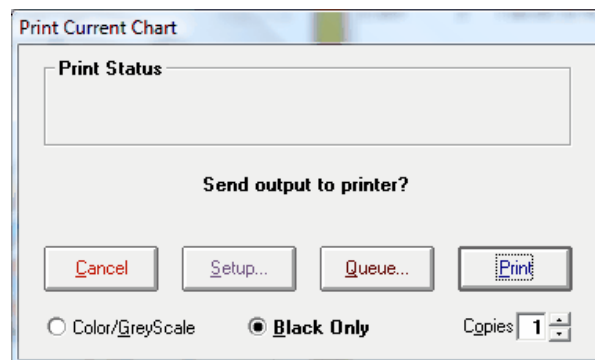 Print Current Chart
Print Status
Send output to printer?
Cancel Setup... Queue... Print
Color/GreyScale Black Only Copies 1